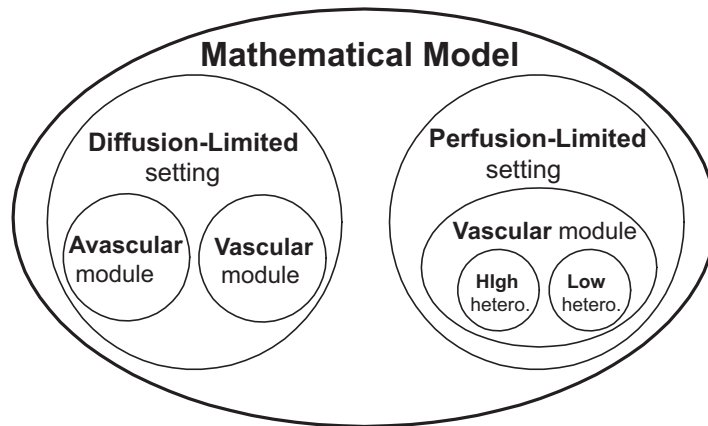 Mathematical Model
Diffusion-Limited
setting
Avascular
module
Vascular
module
Perfusion-Limited
setting
Vascular module
HIgh
hetero.
Low
hetero.